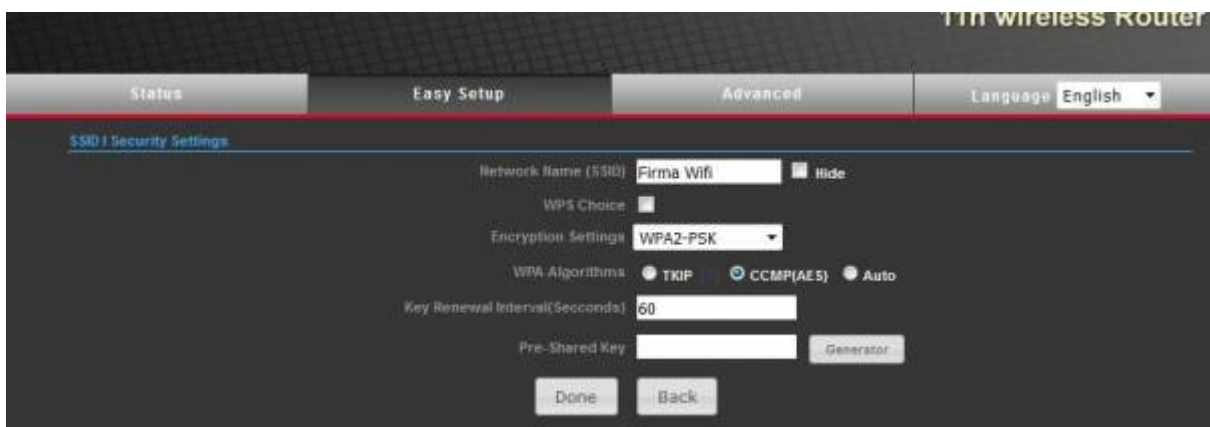 11n Wireless Router
Status Easy Setup Advanced Language English
SSID1 Security Settings
Network Name (SSID) Firma Wifi Hide
WPS Choice
Encryption Settings WPA2-PSK
WPA Algorithms TKIP CCMP(AES) Auto
Key Renewal Interval(Secconds) 60
Pre-Shared Key Generator
Done Back